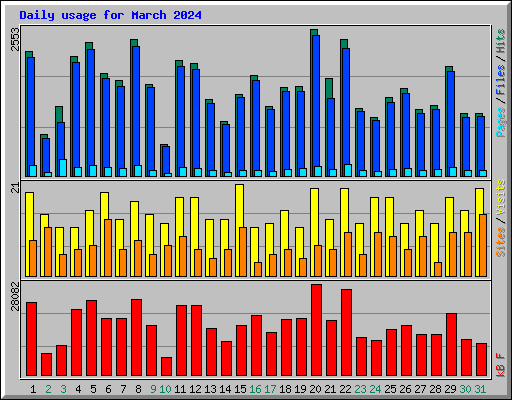 Daily usage for March 2024
2553
Pages / Files / Hits
21
Sites / Visits
28082
kB F
1 2 3 4 5 6 7 8 9 10 11 12 13 14 15 16 17 18 19 20 21 22 23 24 25 26 27 28 29 30 31